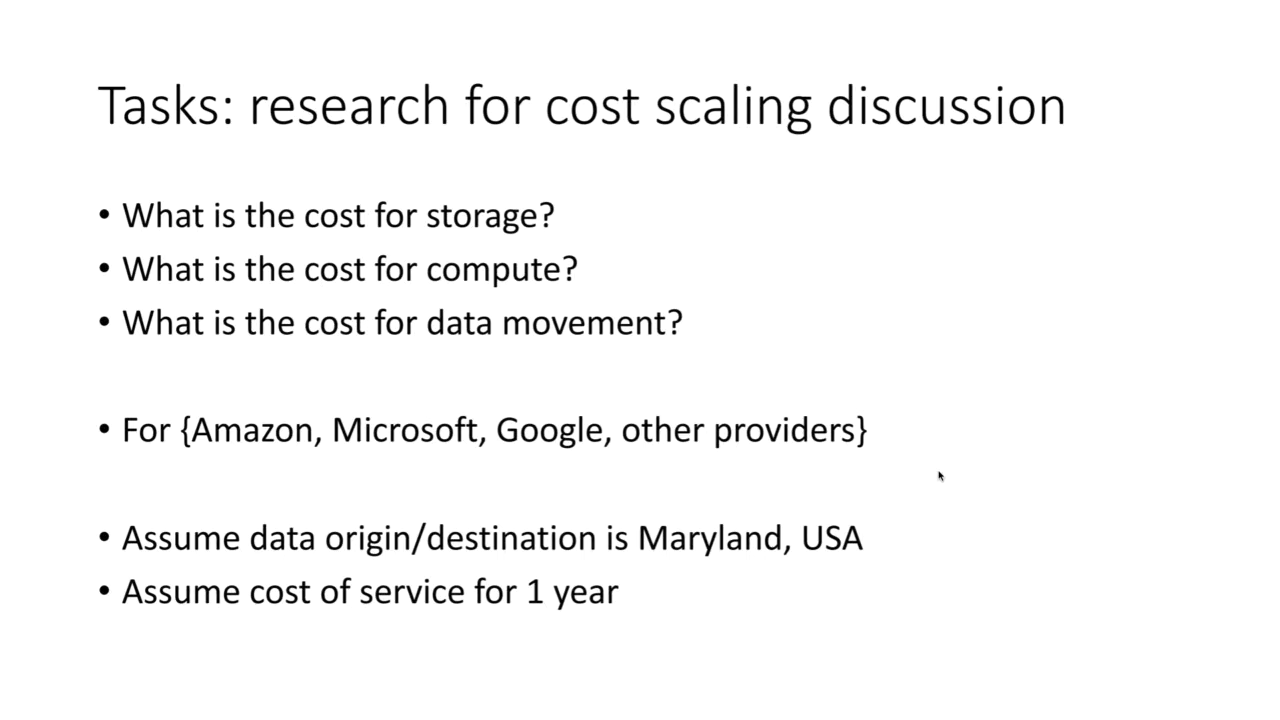 Tasks: research for cost scaling discussion
• What is the cost for storage?
• What is the cost for compute?
• What is the cost for data movement?
• For {Amazon, Microsoft, Google, other providers}
• Assume data origin/destination is Maryland, USA
• Assume cost of service for 1 year